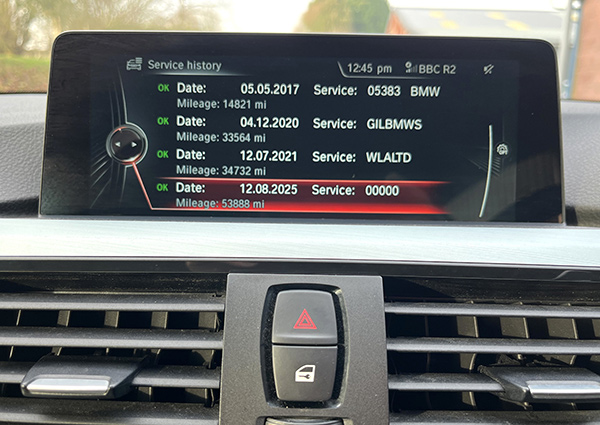 Service history 12:45 pm BBC R2
OK Date: 05.05.2017 Service: 05383 BMW
Mileage: 14821 mi
OK Date: 04.12.2020 Service: GILBMWS
Mileage: 33564 mi
OK Date: 12.07.2021 Service: WLALTD
Mileage: 34732 mi
OK Date: 12.08.2025 Service: 00000
Mileage: 53888 mi